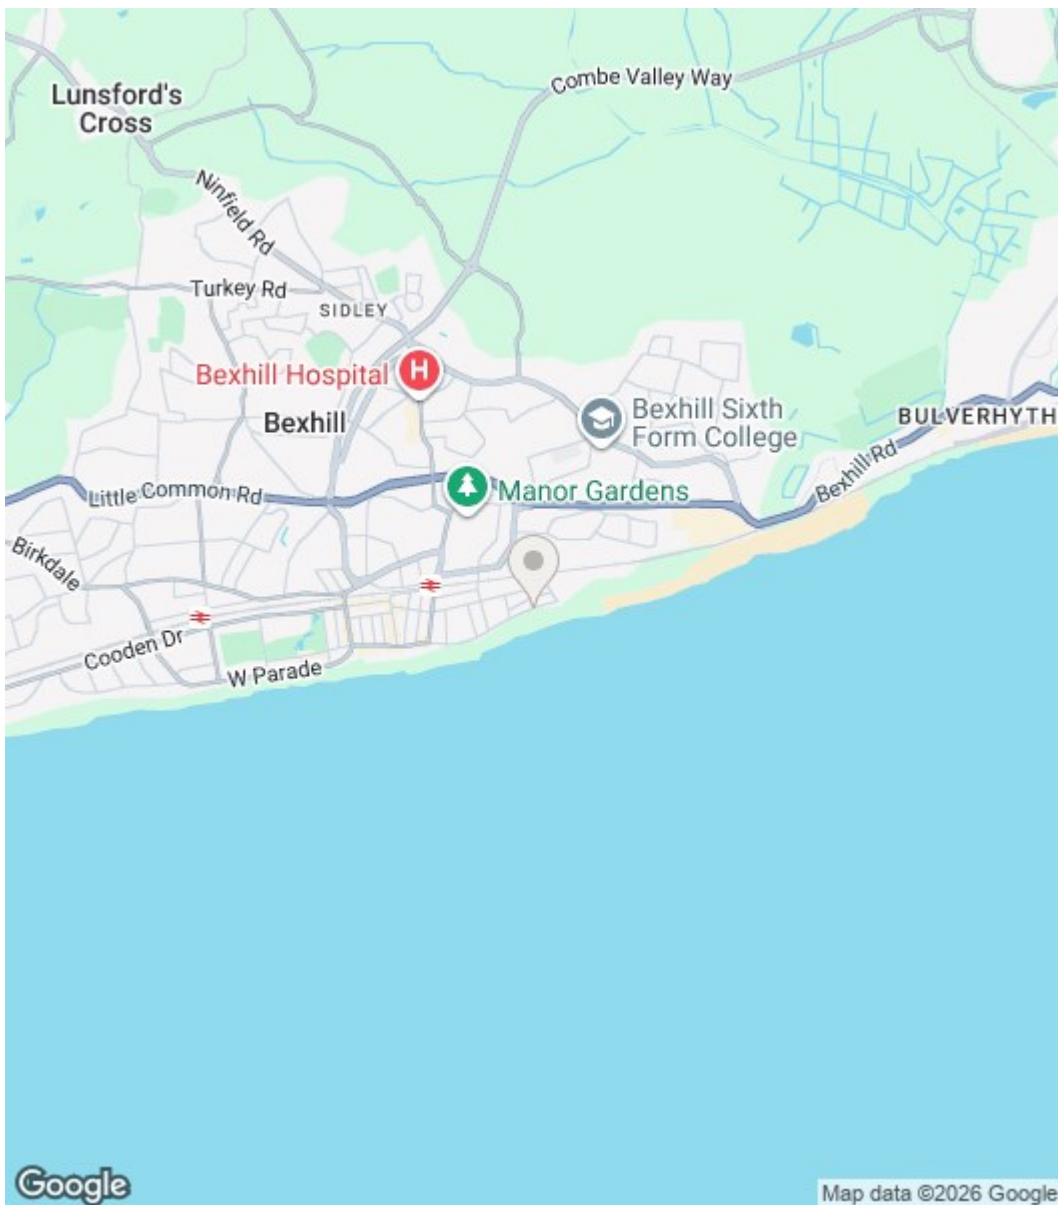 Combe Valley Way
Lunsford's
Cross
Ninfield Rd
Turkey Rd
SIDLEY
Bexhill Hospital
H
Bexhill
Bexhill Sixth
Form College
BULVERHYTH
Bexhill Rd
Little Common Rd
Manor Gardens
Birkdale
Cooden Dr
W Parade
Google
Map data ©2026 Google